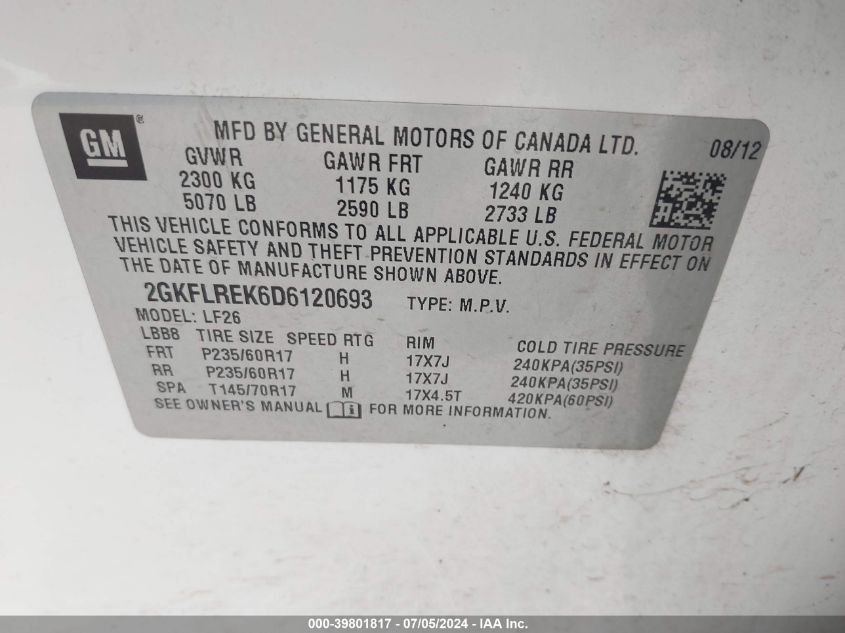 GM ®
MFD BY GENERAL MOTORS OF CANADA LTD. 08/12
GVWR GAWR FRT GAWR RR
2300 KG 1175 KG 1240 KG
5070 LB 2590 LB 2733 LB
THIS VEHICLE CONFORMS TO ALL APPLICABLE U.S. FEDERAL MOTOR
VEHICLE SAFETY AND THEFT PREVENTION STANDARDS IN EFFECT ON
THE DATE OF MANUFACTURE SHOWN ABOVE.
2GKFLREK6D6120693 TYPE: M.P.V.
MODEL: LF26
LBB8 TIRE SIZE SPEED RTG RIM COLD TIRE PRESSURE
FRT P235/60R17 H 17X7J 240KPA(35PSI)
RR P235/60R17 H 17X7J 240KPA(35PSI)
SPA T145/70R17 M 17X4.5T 420KPA(60PSI)
SEE OWNER'S MANUAL i FOR MORE INFORMATION.
000-39801817 - 07/05/2024 - IAA Inc.